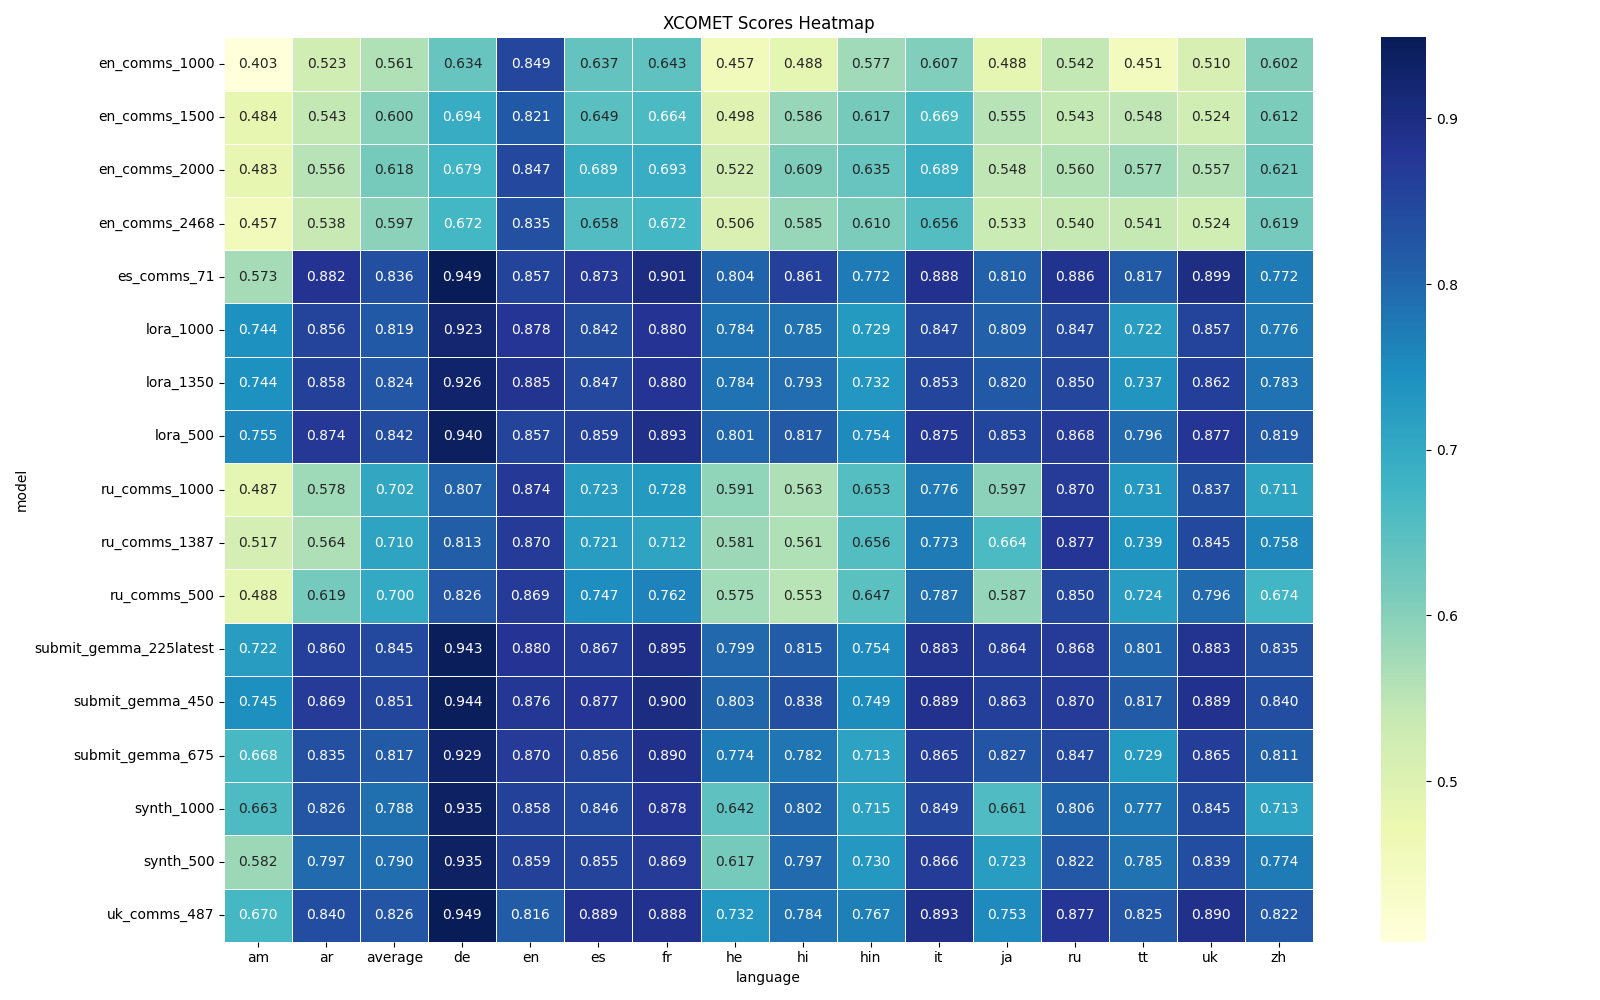 XCOMET Scores Heatmap
en_comms_1000 0.403 0.523 0.561 0.634 0.849 0.637 0.643 0.457 0.488 0.577 0.607 0.488 0.542 0.451 0.510 0.602
en_comms_1500 0.484 0.543 0.600 0.694 0.821 0.649 0.664 0.498 0.586 0.617 0.669 0.555 0.543 0.548 0.524 0.612
en_comms_2000 0.483 0.556 0.618 0.679 0.847 0.689 0.693 0.522 0.609 0.635 0.689 0.548 0.560 0.577 0.557 0.621
en_comms_2468 0.457 0.538 0.597 0.672 0.835 0.658 0.672 0.506 0.585 0.610 0.656 0.533 0.540 0.541 0.524 0.619
es_comms_71 0.573 0.882 0.836 0.949 0.857 0.873 0.901 0.804 0.861 0.772 0.888 0.810 0.886 0.817 0.899 0.772
lora_1000 0.744 0.856 0.819 0.923 0.878 0.842 0.880 0.784 0.785 0.729 0.847 0.809 0.847 0.722 0.857 0.776
lora_1350 0.744 0.858 0.824 0.926 0.885 0.847 0.880 0.784 0.793 0.732 0.853 0.820 0.850 0.737 0.862 0.783
lora_500 0.755 0.874 0.842 0.940 0.857 0.859 0.893 0.801 0.817 0.754 0.875 0.853 0.868 0.796 0.877 0.819
ru_comms_1000 0.487 0.578 0.702 0.807 0.874 0.723 0.728 0.591 0.563 0.653 0.776 0.597 0.870 0.731 0.837 0.711
ru_comms_1387 0.517 0.564 0.710 0.813 0.870 0.721 0.712 0.581 0.561 0.656 0.773 0.664 0.877 0.739 0.845 0.758
ru_comms_500 0.488 0.619 0.700 0.826 0.869 0.747 0.762 0.575 0.553 0.647 0.787 0.587 0.850 0.724 0.796 0.674
submit_gemma_225latest 0.722 0.860 0.845 0.943 0.880 0.867 0.895 0.799 0.815 0.754 0.883 0.864 0.868 0.801 0.883 0.835
submit_gemma_450 0.745 0.869 0.851 0.944 0.876 0.877 0.900 0.803 0.838 0.749 0.889 0.863 0.870 0.817 0.889 0.840
submit_gemma_675 0.668 0.835 0.817 0.929 0.870 0.856 0.890 0.774 0.782 0.713 0.865 0.827 0.847 0.729 0.865 0.811
synth_1000 0.663 0.826 0.788 0.935 0.858 0.846 0.878 0.642 0.802 0.715 0.849 0.661 0.806 0.777 0.845 0.713
synth_500 0.582 0.797 0.790 0.935 0.859 0.855 0.869 0.617 0.797 0.730 0.866 0.723 0.822 0.785 0.839 0.774
uk_comms_487 0.670 0.840 0.826 0.949 0.816 0.889 0.888 0.732 0.784 0.767 0.893 0.753 0.877 0.825 0.890 0.822
am ar average de en es fr he hi hin it ja ru tt uk zh
language
model
0.9
0.8
0.7
0.6
0.5